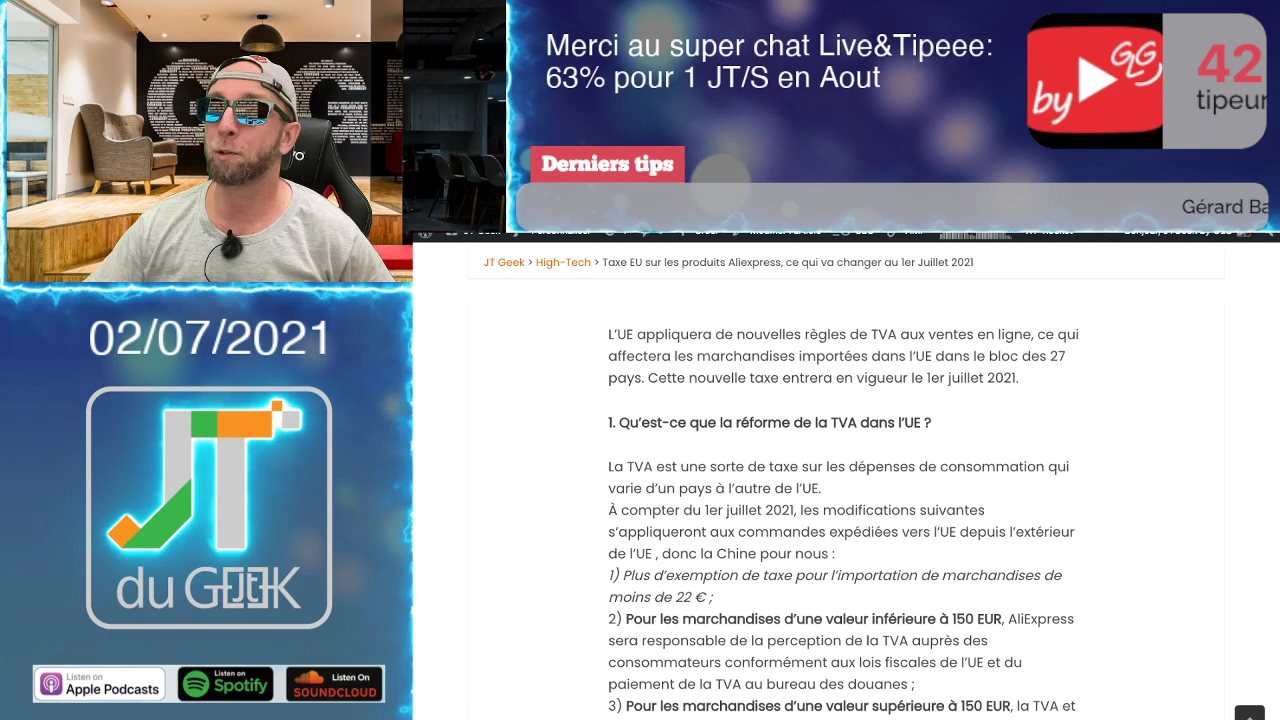 Merci au super chat Live&Tipeee:
63% pour 1 JT/S en Aout
by GG
42
tipeur
Derniers tips
Gérard Ba
JT Geek > High-Tech > Taxe EU sur les produits Aliexpress, ce qui va changer au 1er Juillet 2021
L'UE appliquera de nouvelles règles de TVA aux ventes en ligne, ce qui
affectera les marchandises importées dans l'UE dans le bloc des 27
pays. Cette nouvelle taxe entrera en vigueur le 1er juillet 2021.
1. Qu'est-ce que la réforme de la TVA dans l'UE ?
La TVA est une sorte de taxe sur les dépenses de consommation qui
varie d'un pays à l'autre de l'UE.
À compter du 1er juillet 2021, les modifications suivantes
s'appliqueront aux commandes expédiées vers l'UE depuis l'extérieur
de l'UE , donc la Chine pour nous :
1) Plus d'exemption de taxe pour l'importation de marchandises de
moins de 22 € ;
2) Pour les marchandises d'une valeur inférieure à 150 EUR, AliExpress
sera responsable de la perception de la TVA auprès des
consommateurs conformément aux lois fiscales de l'UE et du
paiement de la TVA au bureau des douanes ;
3) Pour les marchandises d'une valeur supérieure à 150 EUR, la TVA et
02/07/2021
JT
du GEEK
Listen on
Apple Podcasts
Listen on
Spotify
Listen On
SOUNDCLOUD